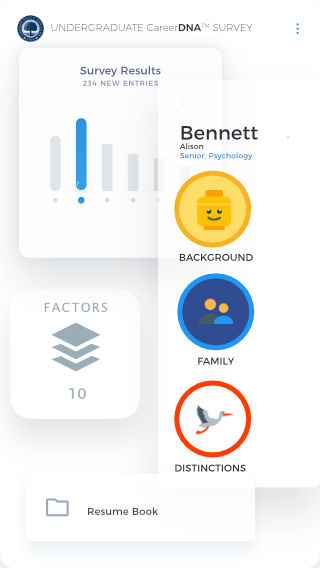 UNDERGRADUATE CareerDNA™ SURVEY
Survey Results
234 NEW ENTRIES
Bennett
Alison
Senior, Psychology
BACKGROUND
FACTORS
10
FAMILY
DISTINCTIONS
Resume Book